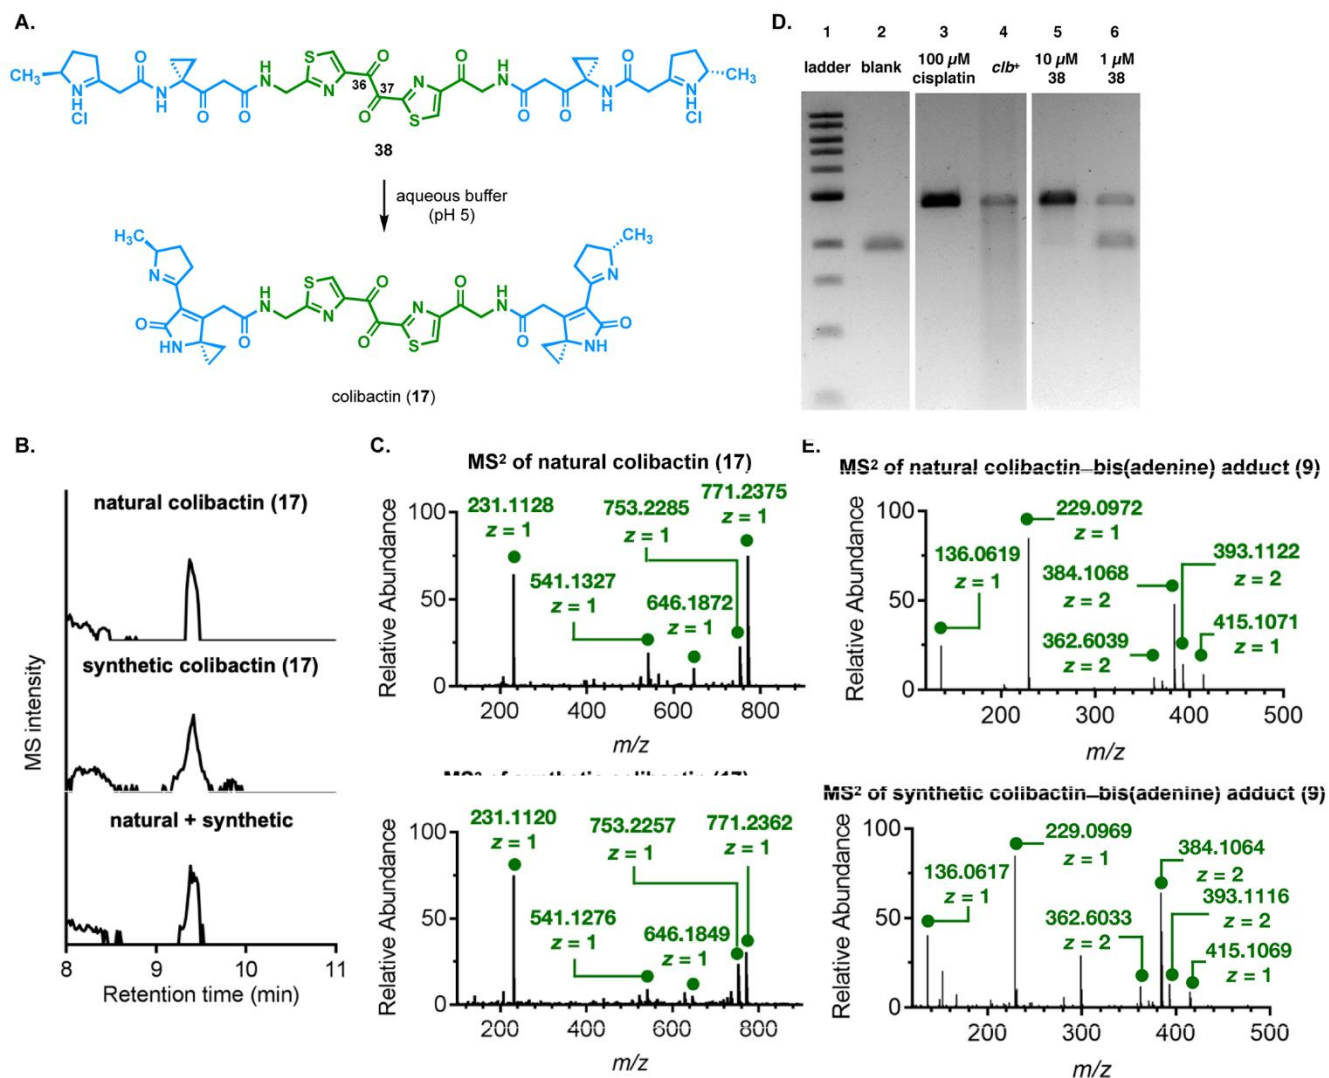 A.
CH₃
N
H
Cl
O
N
H
O
O
H
N
S
N
O
36
37
O
N
S
O
H
N
O
O
H
N
O
N
H
Cl
CH₃
38
aqueous buffer
(pH 5)
H₃C
N
O
HN
O
H
N
S
N
O
O
N
S
O
H
N
O
CH₃
N
O
NH
colibactin (17)
D.
1 2 3 4 5 6
ladder blank 100 µM cisplatin clb⁺ 10 µM 38 1 µM 38
B.
natural colibactin (17)
synthetic colibactin (17)
natural + synthetic
MS intensity
8 9 10 11
Retention time (min)
C.
MS² of natural colibactin (17)
231.1128
z = 1
541.1327
z = 1
753.2285
z = 1
646.1872
z = 1
771.2375
z = 1
100
50
0
Relative Abundance
200 400 600 800
m/z
MS² of synthetic colibactin (17)
231.1120
z = 1
541.1276
z = 1
753.2257
z = 1
646.1849
z = 1
771.2362
z = 1
100
50
0
Relative Abundance
200 400 600 800
m/z
E.
MS² of natural colibactin–bis(adenine) adduct (9)
136.0619
z = 1
229.0972
z = 1
384.1068
z = 2
362.6039
z = 2
393.1122
z = 2
415.1071
z = 1
100
50
0
Relative Abundance
200 300 400 500
m/z
MS² of synthetic colibactin–bis(adenine) adduct (9)
136.0617
z = 1
229.0969
z = 1
362.6033
z = 2
384.1064
z = 2
393.1116
z = 2
415.1069
z = 1
100
50
0
Relative Abundance
200 300 400 500
m/z